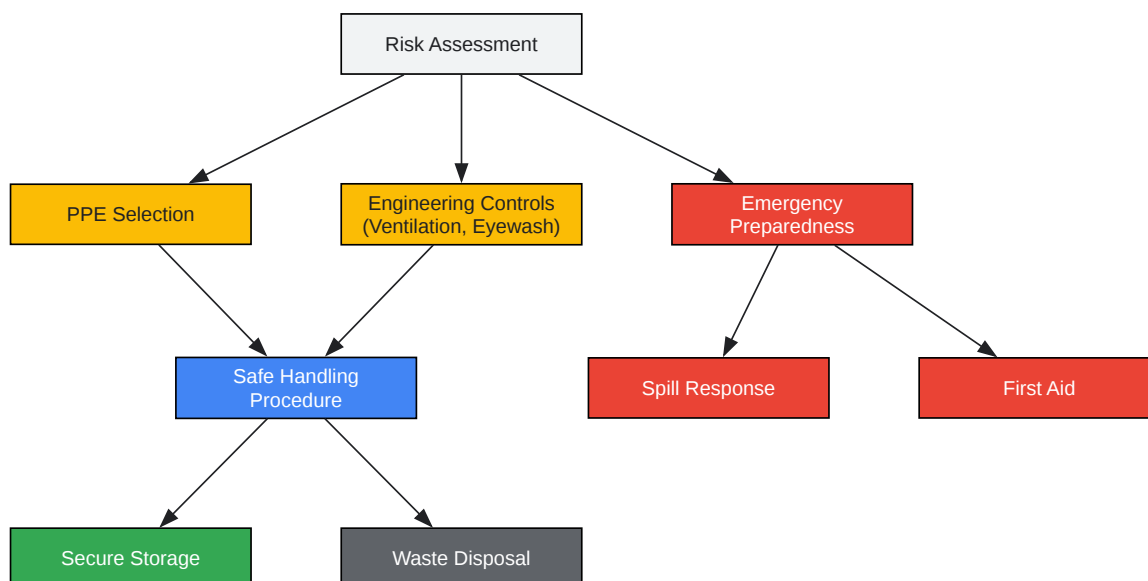 Risk Assessment
PPE Selection
Engineering Controls
(Ventilation, Eyewash)
Emergency
Preparedness
Safe Handling
Procedure
Spill Response
First Aid
Secure Storage
Waste Disposal